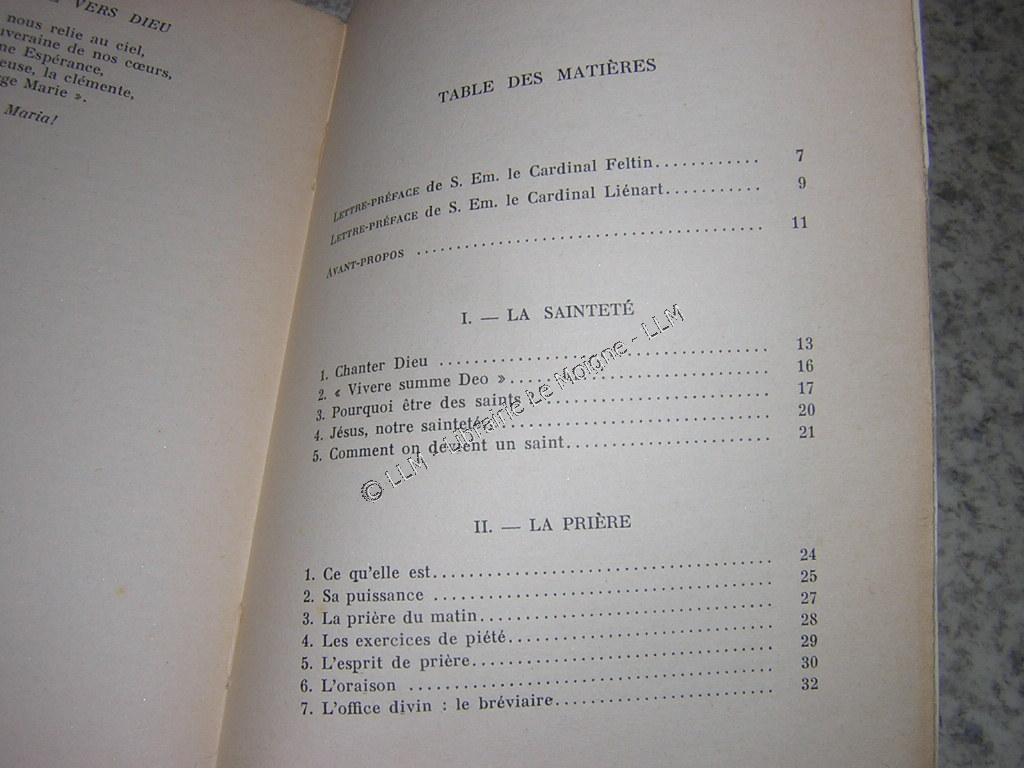 VERS DIEU
nous relie au ciel,
de nos cœurs,
Espérance,
la clémente,
Marie ».
Maria!
TABLE DES MATIÈRES
LETTRE-PRÉFACE de S. Em. le Cardinal Feltin............ 7
LETTRE-PRÉFACE de S. Em. le Cardinal Liénart........... 9
AVANT-PROPOS ........................................ 11
I. — LA SAINTETÉ
1. Chanter Dieu ........................................ 13
2. « Vivere summe Deo »................................ 16
3. Pourquoi être des saints ............................. 17
4. Jésus, notre sainteté................................. 20
5. Comment on devient un saint......................... 21
II. — LA PRIÈRE
1. Ce qu'elle est........................................ 24
2. Sa puissance ........................................ 25
3. La prière du matin................................... 27
4. Les exercices de piété................................ 28
5. L'esprit de prière.................................... 29
6. L'oraison ........................................... 30
7. L'office divin : le bréviaire........................... 32
© LLM - Librairie Le Moigne - LLM